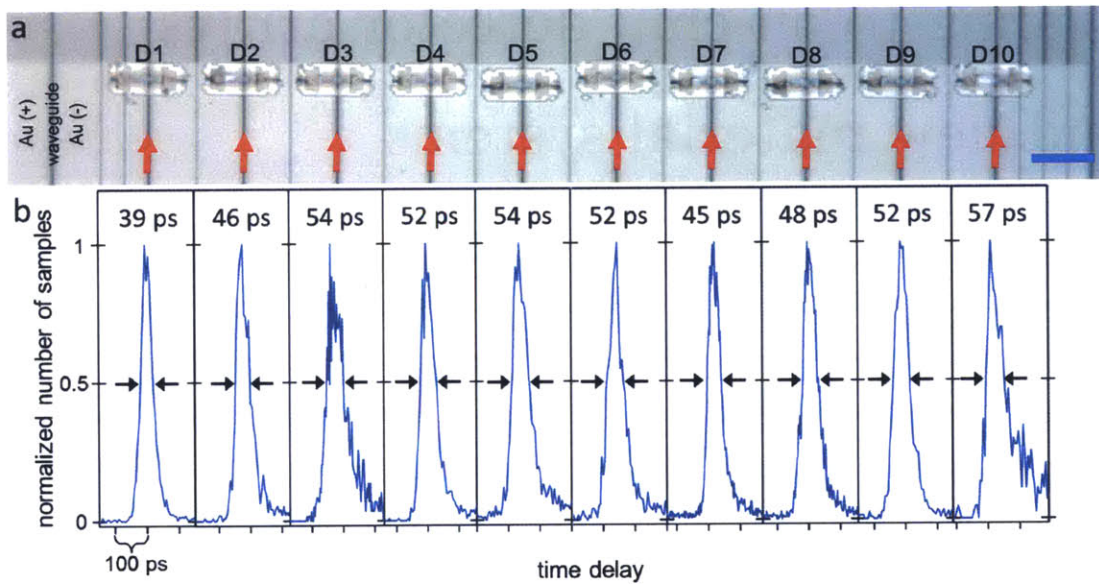 a
D1 D2 D3 D4 D5 D6 D7 D8 D9 D10
Au (+)
waveguide
Au (-)
b
39 ps 46 ps 54 ps 52 ps 54 ps 52 ps 45 ps 48 ps 52 ps 57 ps
normalized number of samples
1
0.5
0
100 ps
time delay